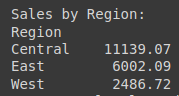 Sales by Region:
Region
Central    11139.07
East        6002.09
West        2486.72